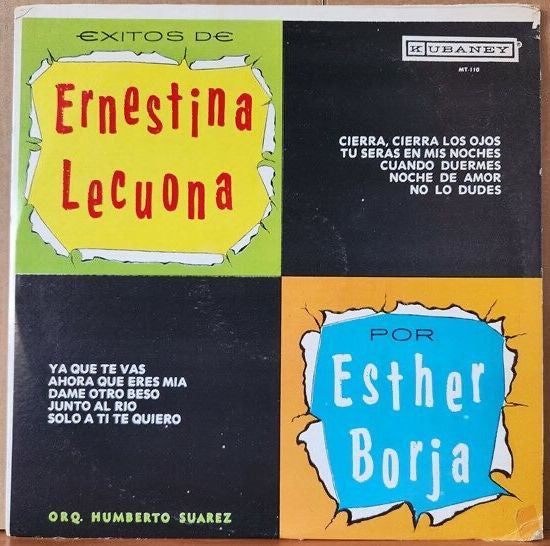 EXITOS DE
Ernestina
Lecuona
KUBANEY
MT-110
CIERRA, CIERRA LOS OJOS
TU SERAS EN MIS NOCHES
CUANDO DUERMES
NOCHE DE AMOR
NO LO DUDES
YA QUE TE VAS
AHORA QUE ERES MIA
DAME OTRO BESO
JUNTO AL RIO
SOLO A TI TE QUIERO
ORQ. HUMBERTO SUAREZ
POR
Esther
Borja